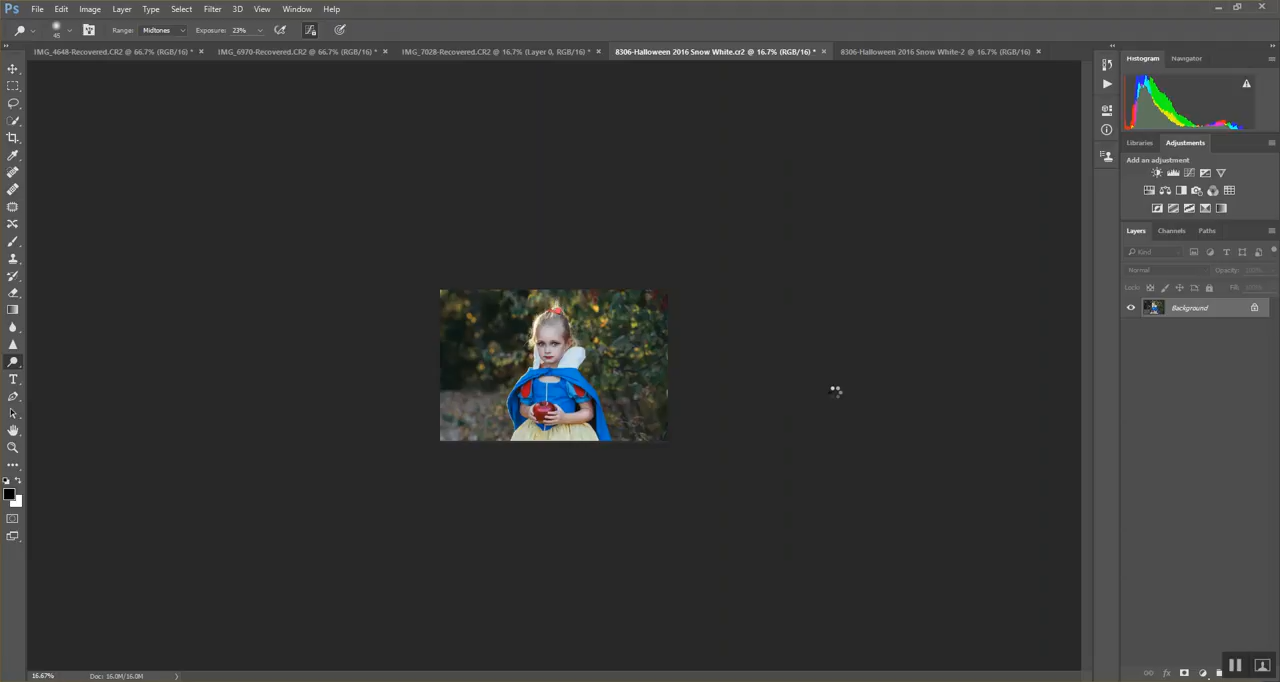 Ps File Edit Image Layer Type Select Filter 3D View Window Help
45 Range: Midtones Exposure: 23%
IMG_4648-Recovered.CR2 @ 66.7% (RGB/16) * × IMG_6970-Recovered.CR2 @ 66.7% (RGB/16) * × IMG_7028-Recovered.CR2 @ 16.7% (Layer 0, RGB/16) * × 8306-Halloween 2016 Snow White.cr2 @ 16.7% (RGB/16) * × 8306-Halloween 2016 Snow White-2 @ 16.7% (RGB/16) ×
Histogram Navigator
Libraries Adjustments
Add an adjustment
Layers Channels Paths
Kind
Normal Opacity: 100%
Lock: Fill: 100%
Background
16.67% Doc: 16.0M/16.0M